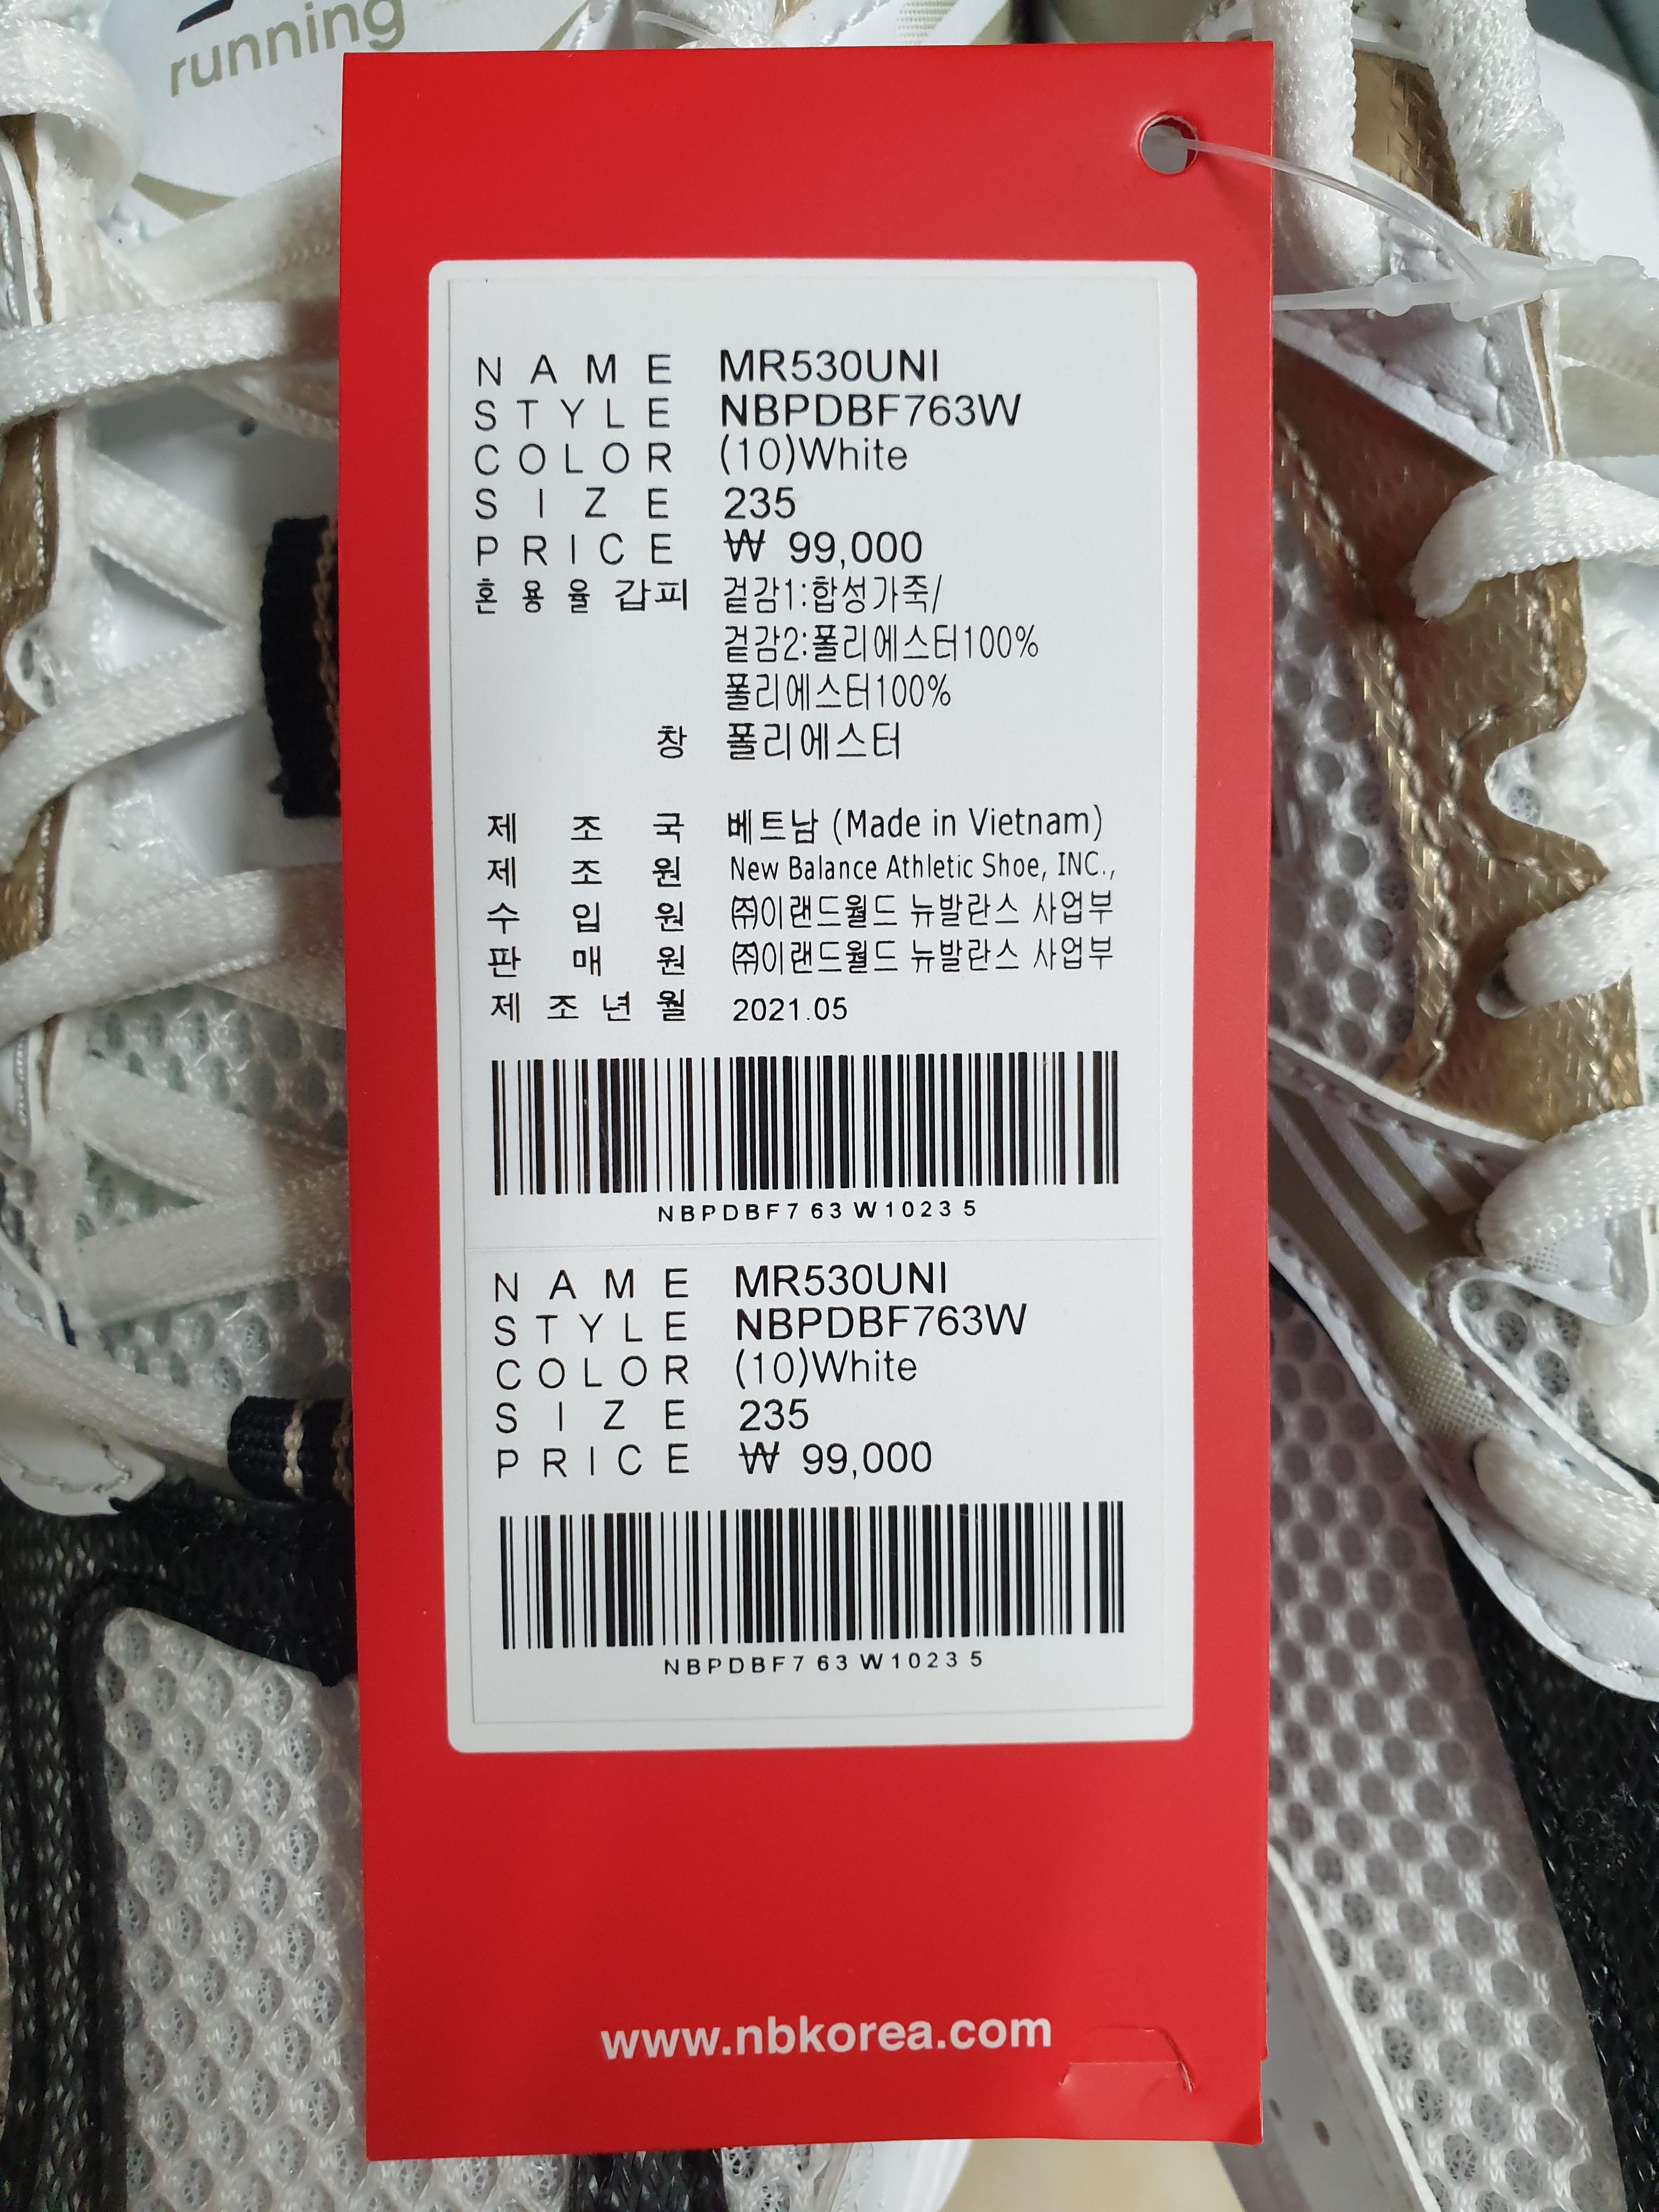 running
NAME MR530UNI
STYLE NBPDBF763W
COLOR (10)White
SIZE 235
PRICE ₩ 99,000
혼용율 갑피 겉감1:합성가죽/
겉감2:폴리에스터100%
폴리에스터100%
창 폴리에스터
제조국 베트남 (Made in Vietnam)
제조원 New Balance Athletic Shoe, INC.,
수입원 ㈜이랜드월드 뉴발란스 사업부
판매원 ㈜이랜드월드 뉴발란스 사업부
제조년월 2021.05
NBPDBF763W10235
NAME MR530UNI
STYLE NBPDBF763W
COLOR (10)White
SIZE 235
PRICE ₩ 99,000
NBPDBF763W10235
www.nbkorea.com